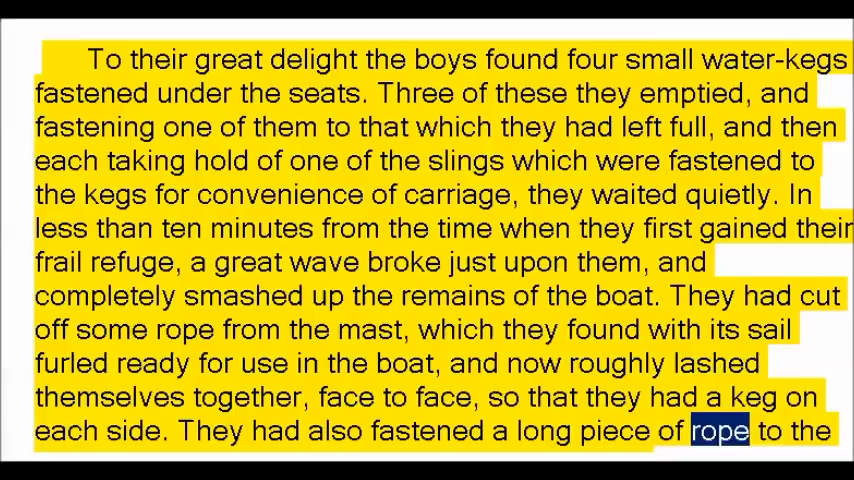 To their great delight the boys found four small water-kegs
fastened under the seats. Three of these they emptied, and
fastening one of them to that which they had left full, and then
each taking hold of one of the slings which were fastened to
the kegs for convenience of carriage, they waited quietly. In
less than ten minutes from the time when they first gained their
frail refuge, a great wave broke just upon them, and
completely smashed up the remains of the boat. They had cut
off some rope from the mast, which they found with its sail
furled ready for use in the boat, and now roughly lashed
themselves together, face to face, so that they had a keg on
each side. They had also fastened a long piece of rope to the